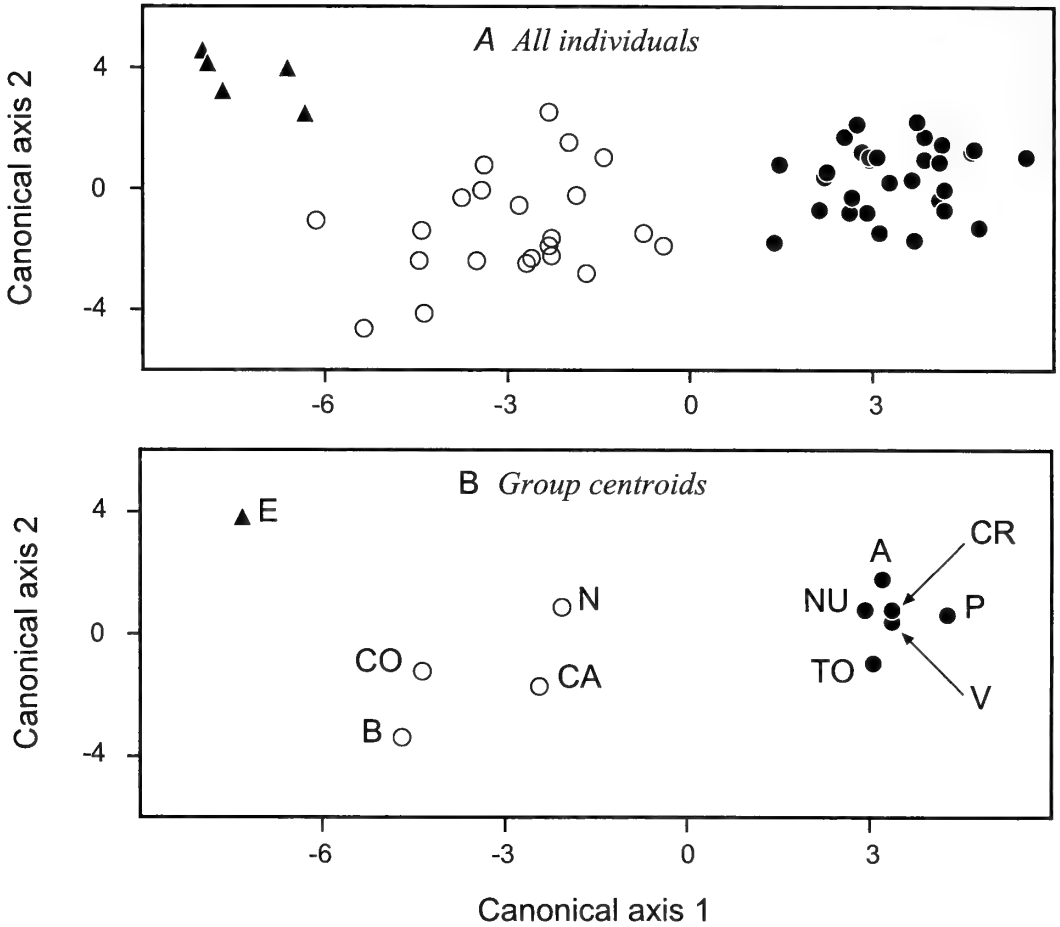 A All individuals
Canonical axis 2
4
0
-4
-6
-3
0
3
B Group centroids
Canonical axis 2
4
0
-4
E
N
CO
CA
B
A
CR
NU
P
TO
V
-6
-3
0
3
Canonical axis 1